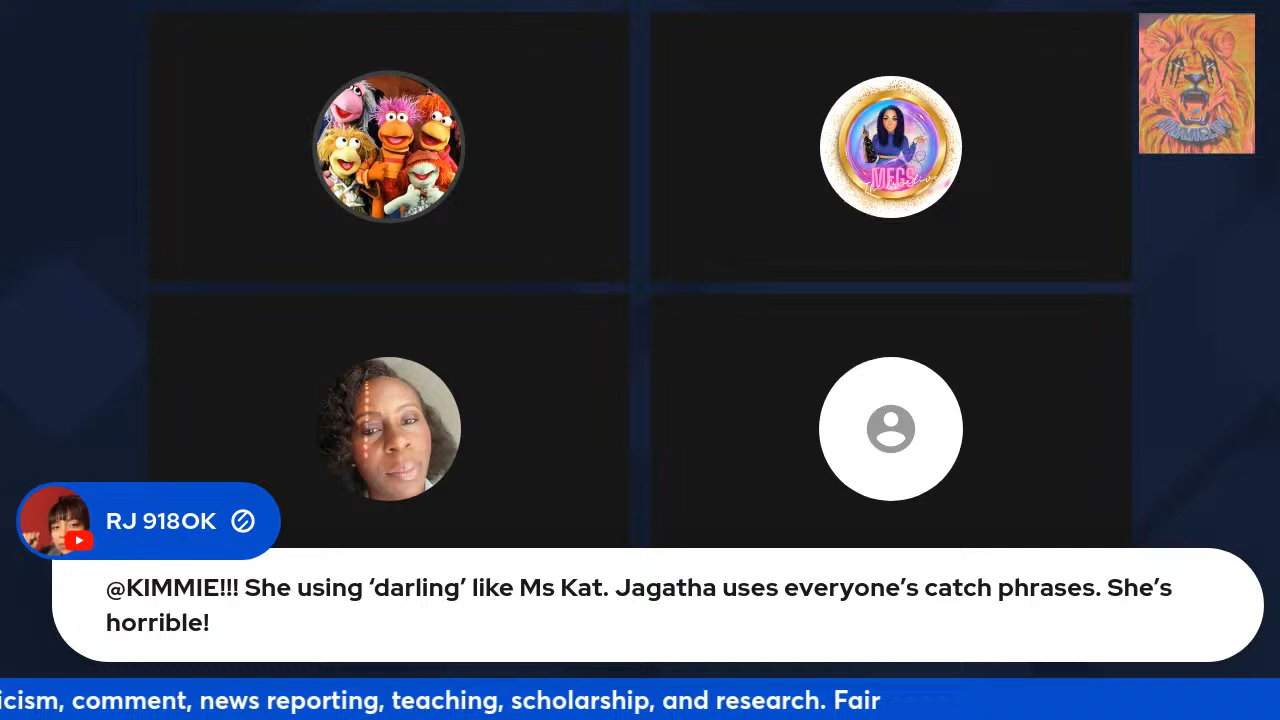 MEGS
RJ 918OK
@KIMMIE!!! She using ‘darling’ like Ms Kat. Jagatha uses everyone’s catch phrases. She’s
horrible!
icism, comment, news reporting, teaching, scholarship, and research. Fair